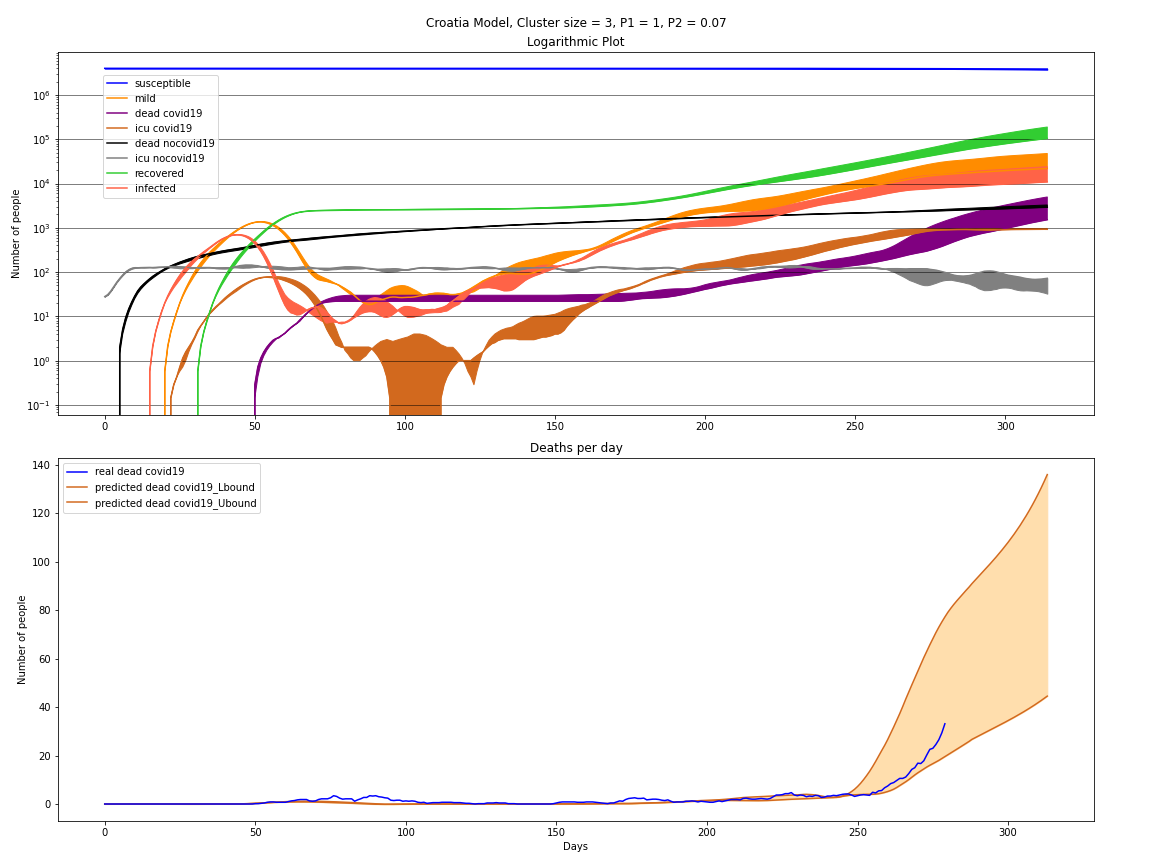 Croatia Model, Cluster size = 3, P1 = 1, P2 = 0.07
Logarithmic Plot
Number of people
10⁶
10⁵
10⁴
10³
10²
10¹
10⁰
10⁻¹
susceptible
mild
dead covid19
icu covid19
dead nocovid19
icu nocovid19
recovered
infected
0 50 100 150 200 250 300
Deaths per day
Number of people
140
120
100
80
60
40
20
0
real dead covid19
predicted dead covid19_Lbound
predicted dead covid19_Ubound
0 50 100 150 200 250 300
Days